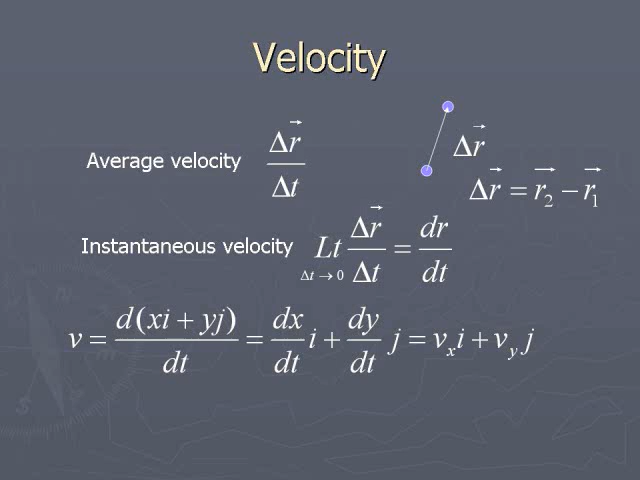 Velocity
Average velocity Δr⃗/Δt
Δr⃗
Δr⃗ = r₂⃗ − r₁⃗
Instantaneous velocity Lt Δt→0 Δr⃗/Δt = dr/dt
v = d(xi + yj)/dt = dx/dt i + dy/dt j = vₓi + v_y j